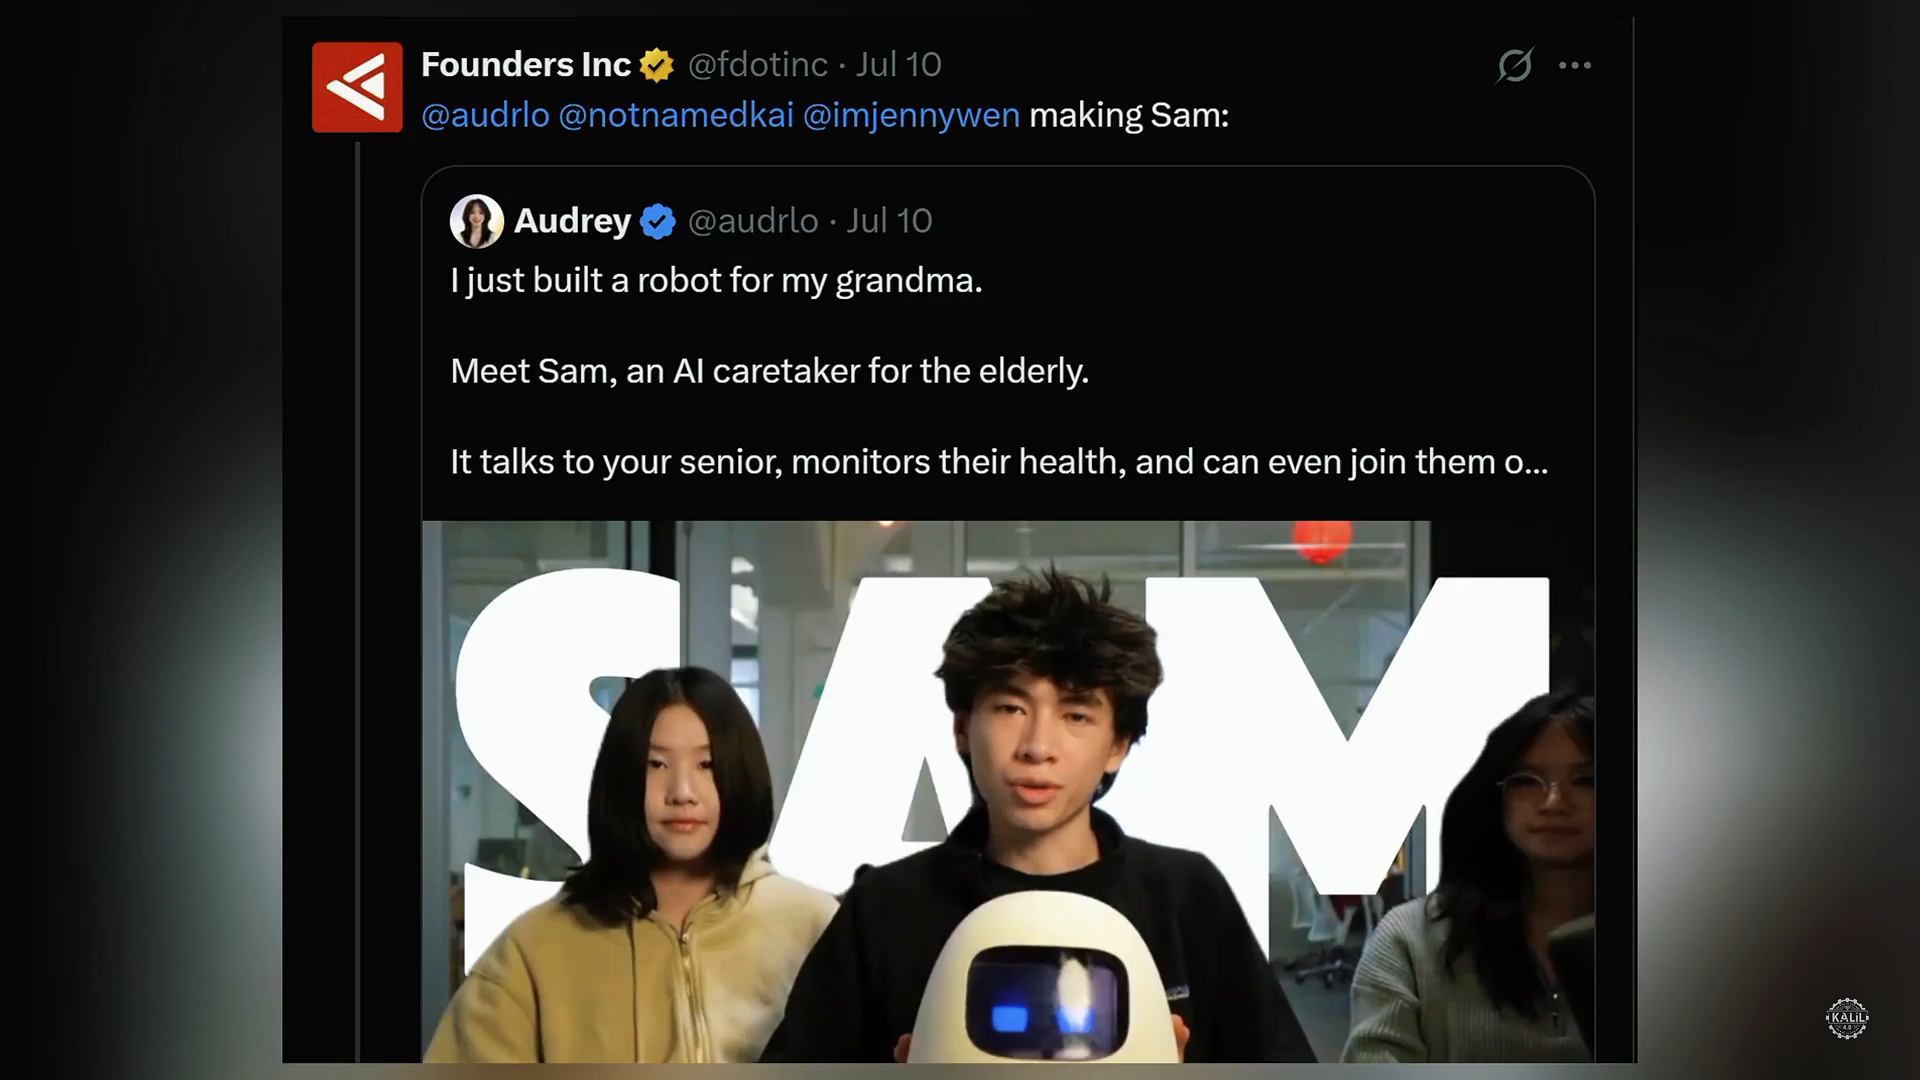 Founders Inc @fdotinc · Jul 10
@audrlo @notnamedkai @imjennywen making Sam:
Audrey @audrlo · Jul 10
I just built a robot for my grandma.
Meet Sam, an AI caretaker for the elderly.
It talks to your senior, monitors their health, and can even join them o...
SAM
KALIL
4.0